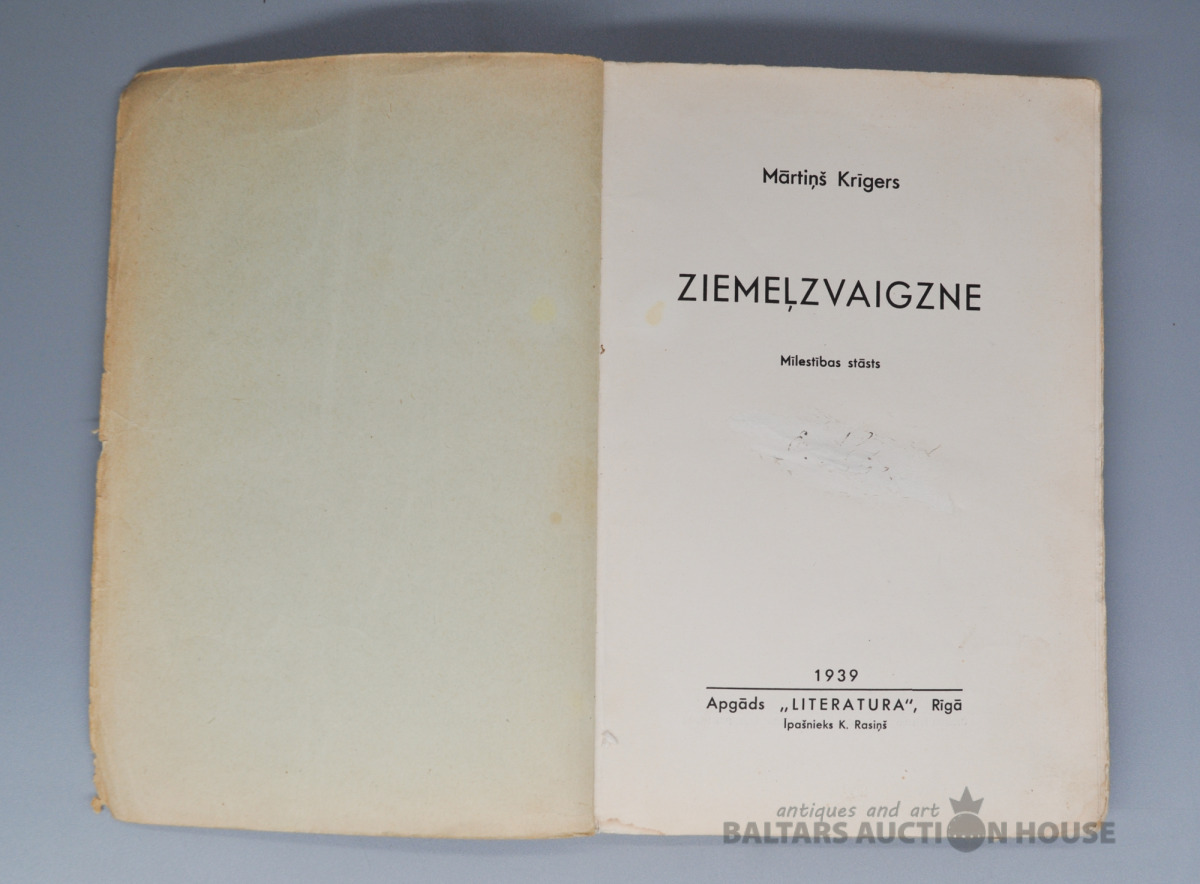 Mārtiņš Krīgers
ZIEMEĻZVAIGZNE
Mīlestības stāsts
1939
Apgāds „LITERATURA“, Rīgā
Īpašnieks K. Rasiņš
antiques and art
BALTARS AUCTION HOUSE